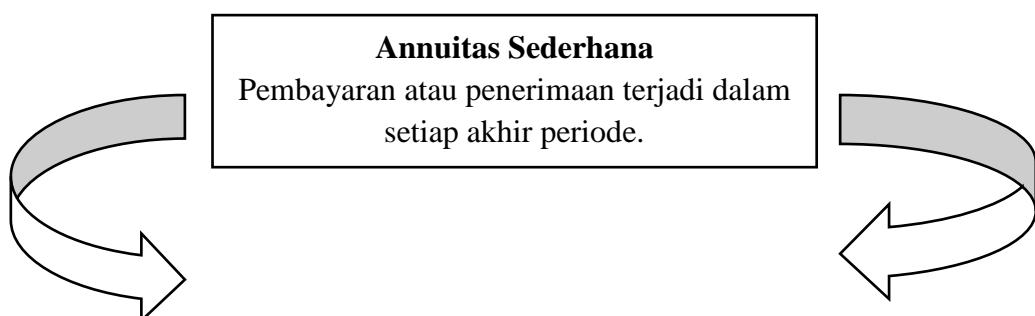 Annuitas Sederhana
Pembayaran atau penerimaan terjadi dalam
setiap akhir periode.